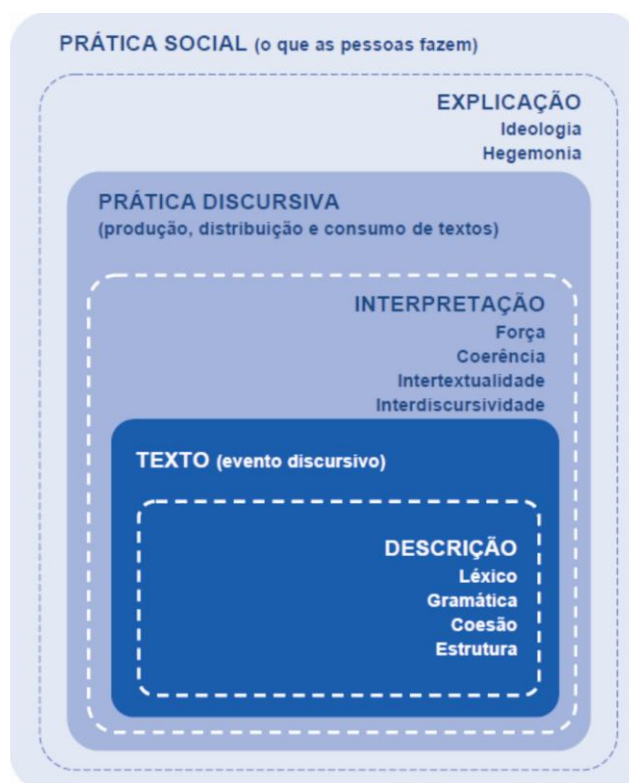 PRÁTICA SOCIAL (o que as pessoas fazem)
EXPLICAÇÃO
Ideologia
Hegemonia
PRÁTICA DISCURSIVA
(produção, distribuição e consumo de textos)
INTERPRETAÇÃO
Força
Coerência
Intertextualidade
Interdiscursividade
TEXTO (evento discursivo)
DESCRIÇÃO
Léxico
Gramática
Coesão
Estrutura